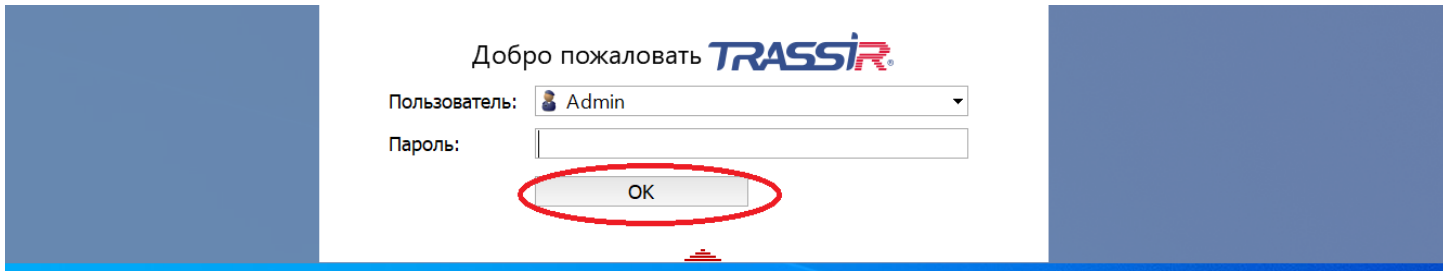 Добро пожаловать TRASSIR®
Пользователь: Admin
Пароль:
OK